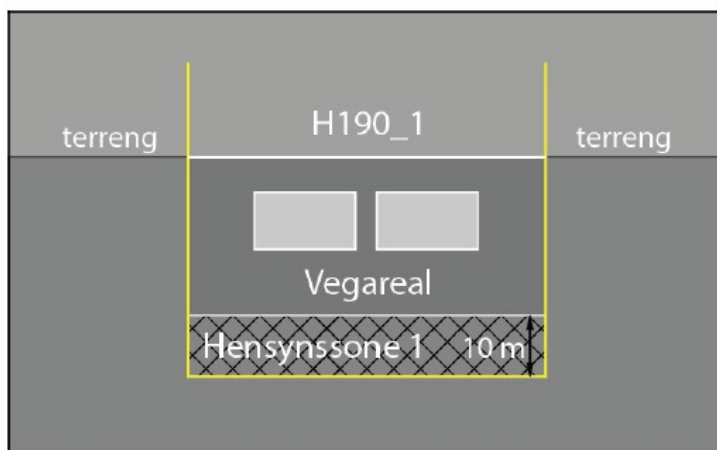 H190_1
terreng
terreng
Vegareal
Hensynssone 1
10 m